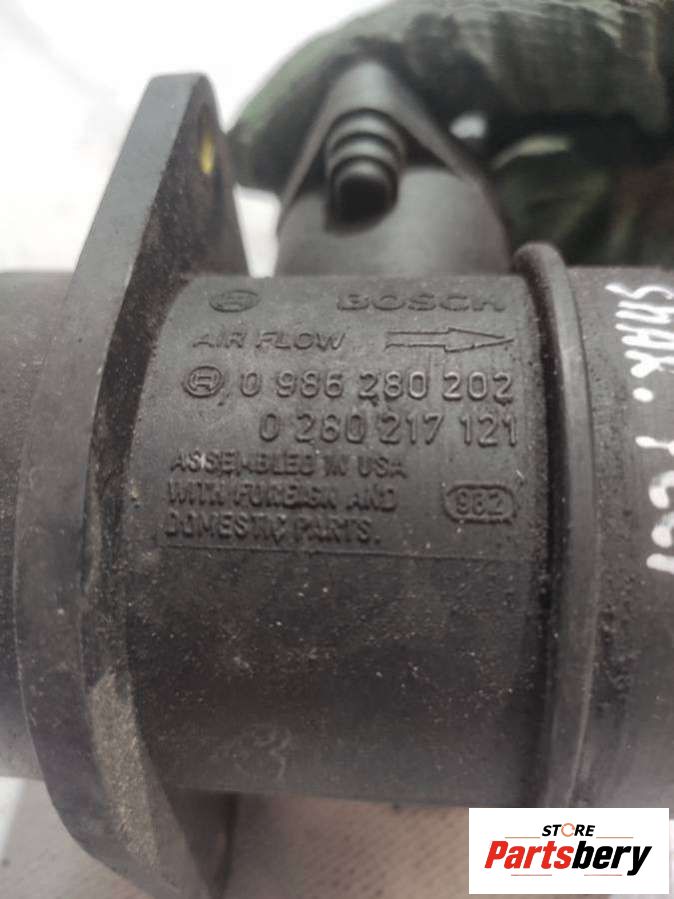 BOSCH
AIR FLOW
0 986 280 202
0 280 217 121
ASSEMBLED IN USA
WITH FOREIGN AND
DOMESTIC PARTS.
982
STORE
Partsbery